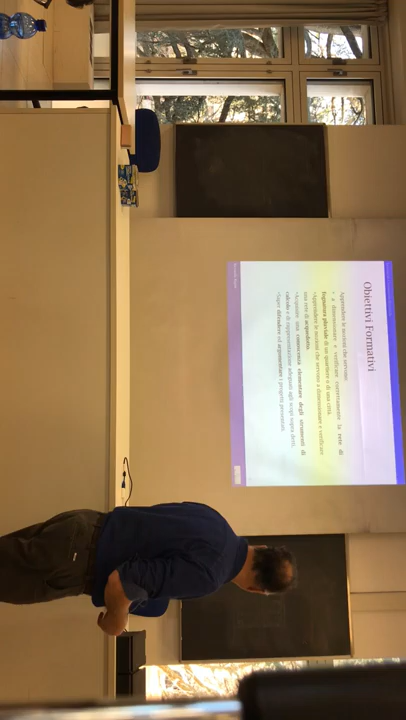 Obiettivi Formativi
Apprendere le nozioni che servono:
• a dimensionare e verificare correttamente la rete di
fognatura pluviale di un quartiere e di una città.
•Apprendere le nozioni che servono a dimensionare e verificare
una rete di acquedotto.
•Acquisire una conoscenza elementare degli strumenti di
calcolo e di rappresentazione adeguati agli scopi sopra detti.
•Saper difendere ed argomentare i progetti presentati.